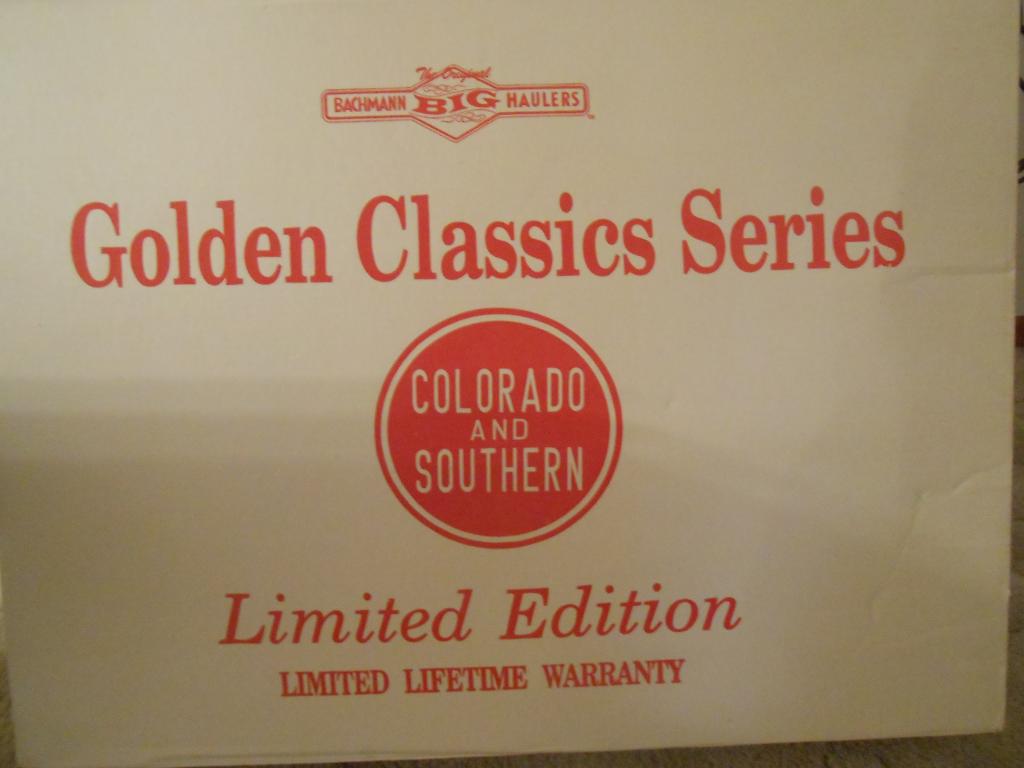 The Original
BACHMANN BIG HAULERS
Golden Classics Series
COLORADO
AND
SOUTHERN
Limited Edition
LIMITED LIFETIME WARRANTY